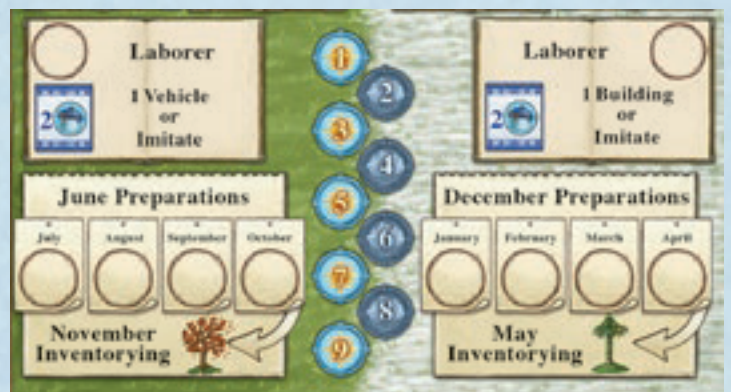 Laborer
2
1 Vehicle
or
Imitate
June Preparations
July
August
September
October
November
Inventorying
1
2
3
4
5
6
7
8
9
Laborer
2
1 Building
or
Imitate
December Preparations
January
February
March
April
May
Inventorying